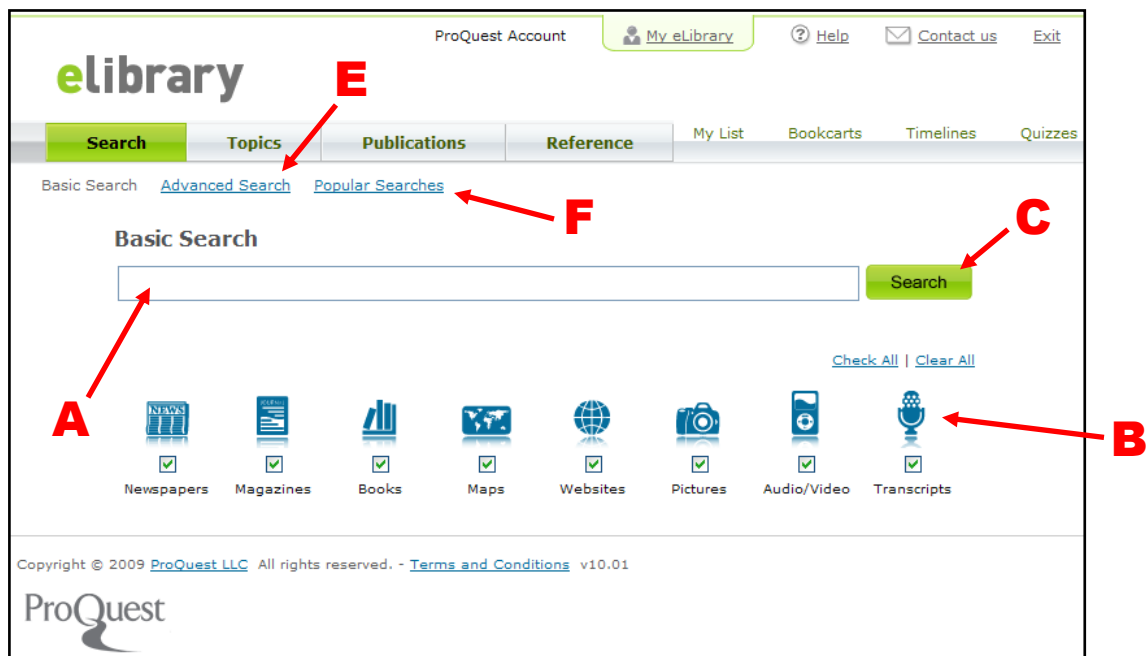 ProQuest Account My eLibrary ? Help Contact us Exit
elibrary
E
Search Topics Publications Reference My List Bookcarts Timelines Quizzes
Basic Search Advanced Search Popular Searches
F
C
Basic Search
Search
Check All | Clear All
A
NEWS
JOURNAL
B
Newspapers Magazines Books Maps Websites Pictures Audio/Video Transcripts
Copyright © 2009 ProQuest LLC All rights reserved. - Terms and Conditions v10.01
ProQuest